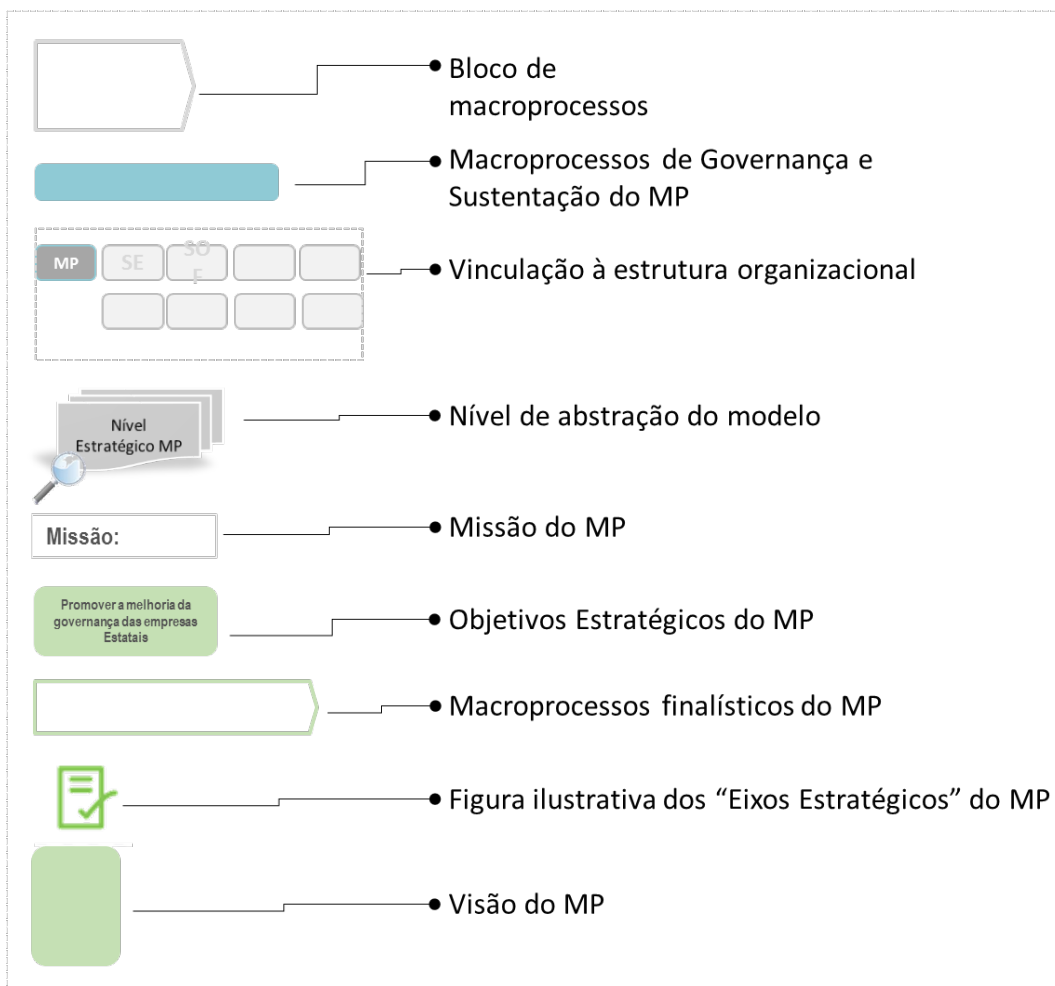 Bloco de
macroprocessos
Macroprocessos de Governança e
Sustentação do MP
MP
SE
SO
F
Vinculação à estrutura organizacional
Nível
Estratégico MP
Nível de abstração do modelo
Missão:
Missão do MP
Promover a melhoria da
governança das empresas
Estatais
Objetivos Estratégicos do MP
Macroprocessos finalísticos do MP
Figura ilustrativa dos “Eixos Estratégicos” do MP
Visão do MP